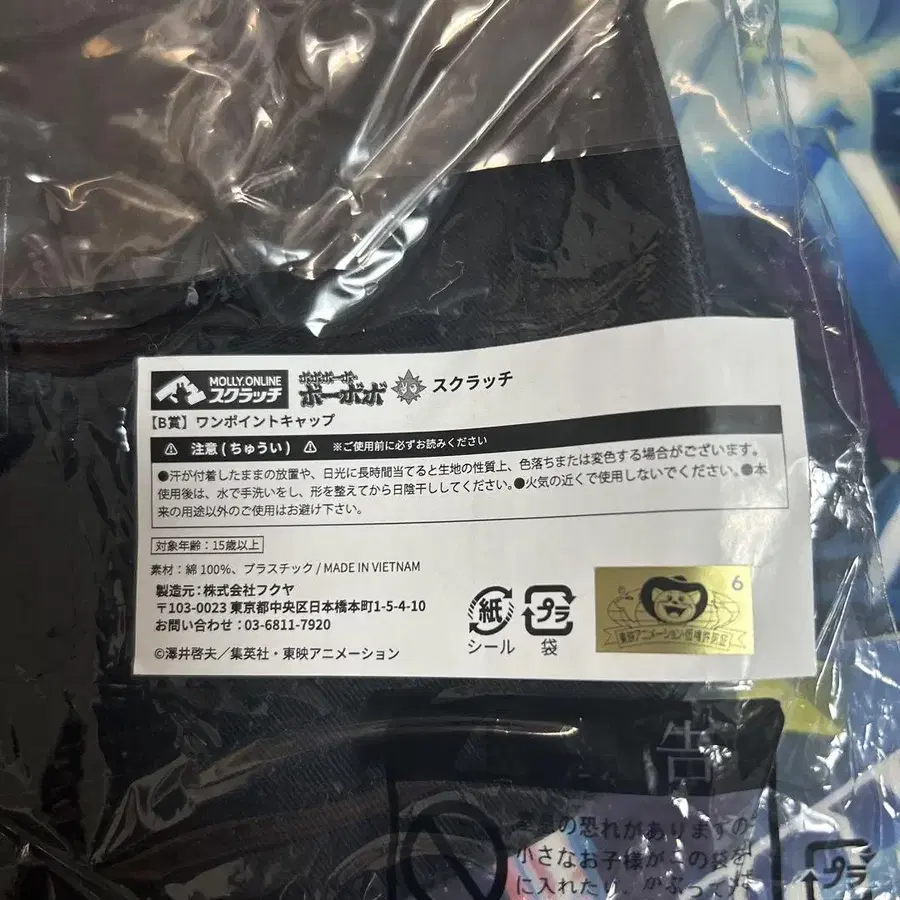 MOLLY.ONLINE
スクラッチ
ボボボーボ
ボーボボ
スクラッチ
【B賞】ワンポイントキャップ
⚠ 注意(ちゅうい) ⚠ ※ご使用前に必ずお読みください
●汗が付着したままの放置や、日光に長時間当てると生地の性質上、色落ちまたは変色する場合がございます。
使用後は、水で手洗いをし、形を整えてから日陰干ししてください。●火気の近くで使用しないでください。●本
来の用途以外のご使用はお避け下さい。
対象年齢:15歳以上
素材:綿100%、プラスチック / MADE IN VIETNAM
製造元:株式会社フクヤ
〒103-0023 東京都中央区日本橋本町1-5-4-10
お問い合わせ:03-6811-7920
©澤井啓夫/集英社・東映アニメーション
紙
シール
プラ
袋
6
東映アニメーション・版権許諾証
告
の恐れがありますの
小さなお子様がこの袋を
に入れたり、かぶって
プラ